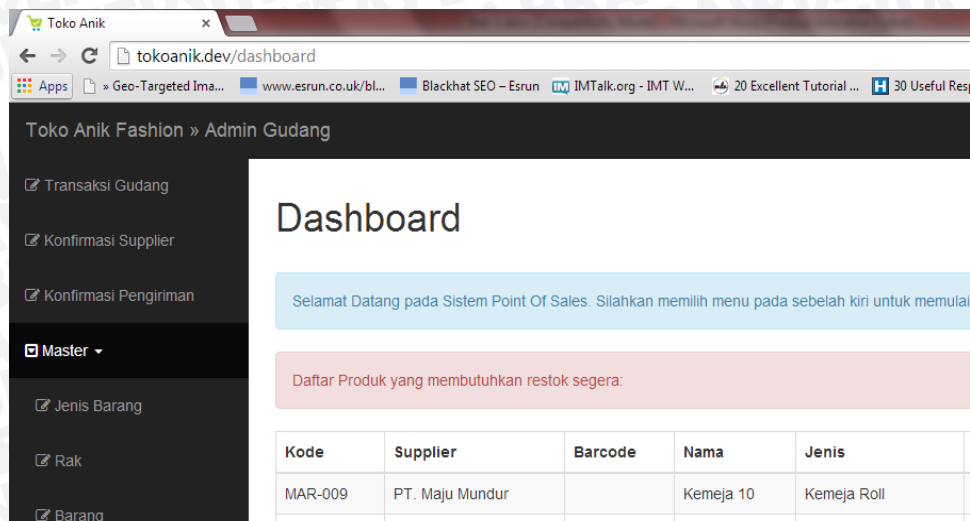 Toko Anik
tokoanik.dev/dashboard
Apps » Geo-Targeted Ima... www.esrun.co.uk/bl... Blackhat SEO – Esrun IMTalk.org - IMT W... 20 Excellent Tutorial ... 30 Useful Resp
Toko Anik Fashion » Admin Gudang
Transaksi Gudang
Konfirmasi Supplier
Konfirmasi Pengiriman
Master
Jenis Barang
Rak
Barang
Dashboard
Selamat Datang pada Sistem Point Of Sales. Silahkan memilih menu pada sebelah kiri untuk memulai
Daftar Produk yang membutuhkan restok segera:
Kode Supplier Barcode Nama Jenis
MAR-009 PT. Maju Mundur Kemeja 10 Kemeja Roll